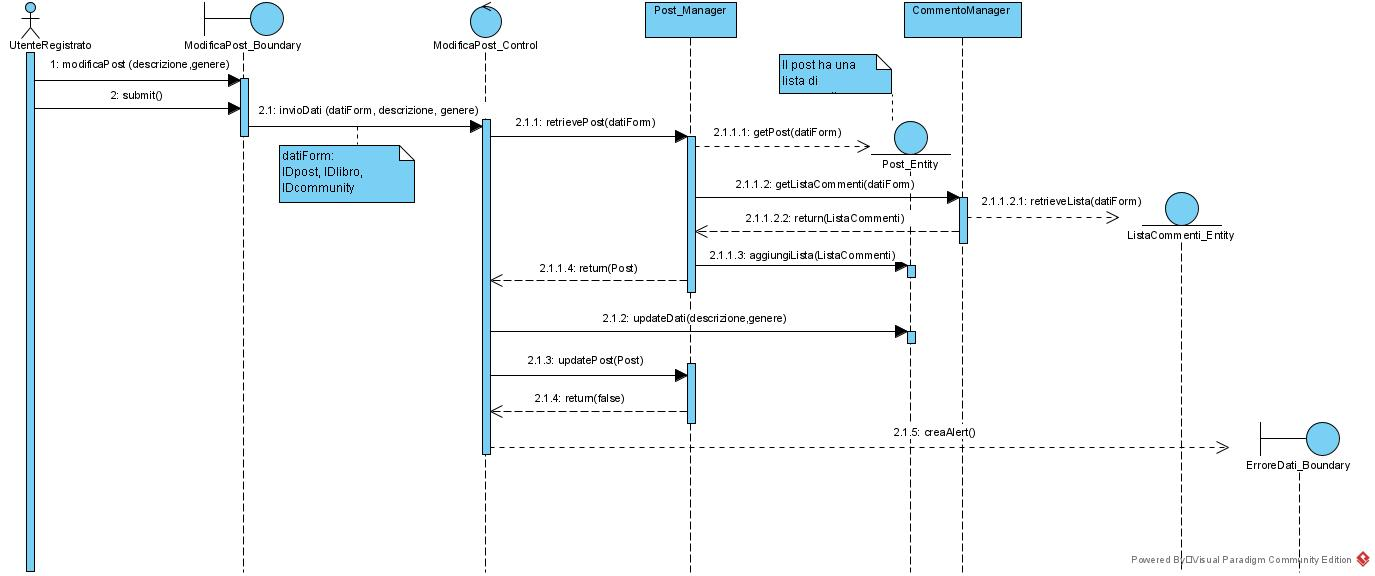 Post_Manager
CommentoManager
UtenteRegistrato
ModificaPost_Boundary
ModificaPost_Control
1: modificaPost (descrizione,genere)
Il post ha una
lista di
2: submit()
2.1: invioDati (datiForm, descrizione, genere)
2.1.1: retrievePost(datiForm)
2.1.1.1: getPost(datiForm)
datiForm:
IDpost, IDlibro,
IDcommunity
Post_Entity
2.1.1.2: getListaCommenti(datiForm)
2.1.1.2.1: retrieveLista(datiForm)
2.1.1.2.2: return(ListaCommenti)
ListaCommenti_Entity
2.1.1.3: aggiungiLista(ListaCommenti)
2.1.1.4: return(Post)
2.1.2: updateDati(descrizione,genere)
2.1.3: updatePost(Post)
2.1.4: return(false)
2.1.5: creaAlert()
ErroreDati_Boundary
Powered By Visual Paradigm Community Edition